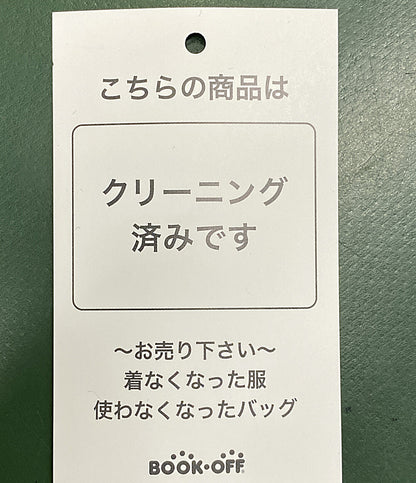 こちらの商品は
クリーニング
済みです
〜お売り下さい〜
着なくなった服
使わなくなったバッグ
BOOK・OFF